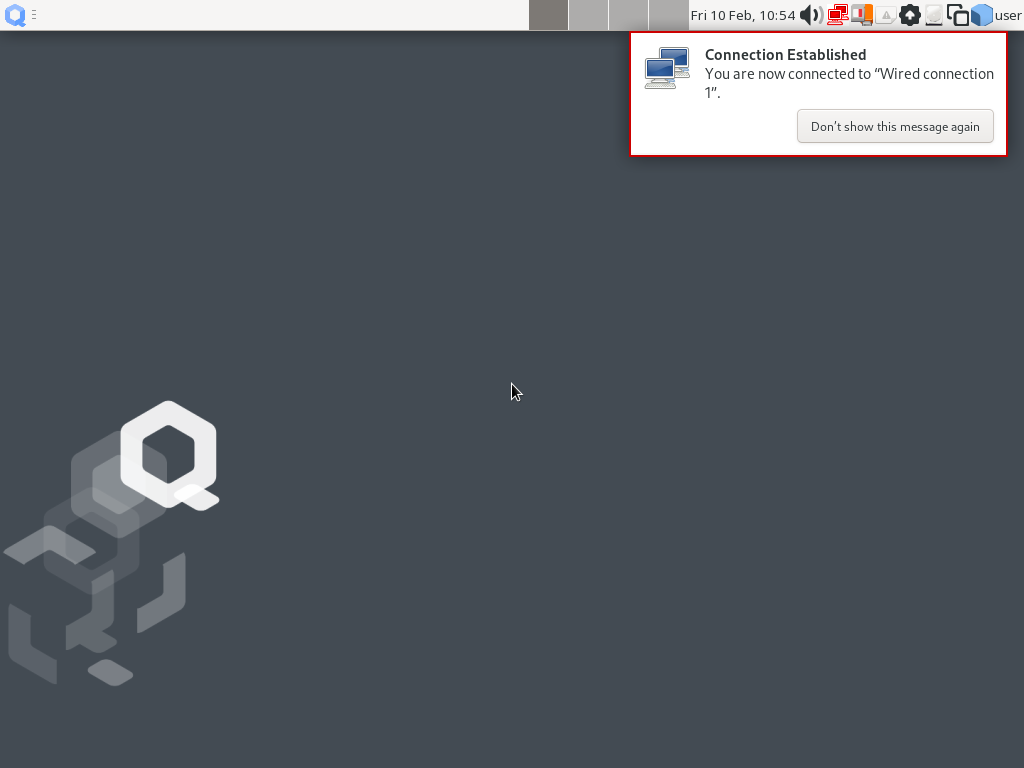 Fri 10 Feb, 10:54
user
Connection Established
You are now connected to “Wired connection
1”.
Don’t show this message again